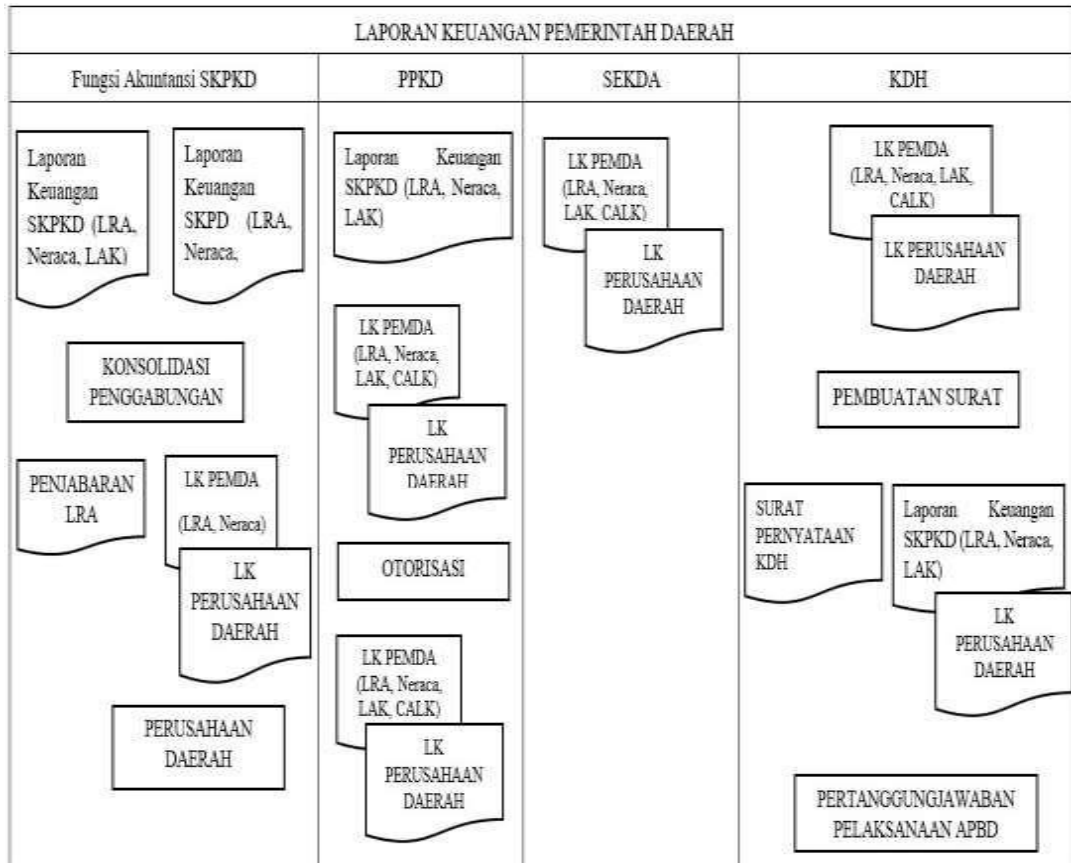 LAPORAN KEUANGAN PEMERINTAH DAERAH
Fungsi Akuntansi SKPKD
PPKD
SEKDA
KDH
Laporan
Keuangan
SKPKD (LRA,
Neraca, LAK)
Laporan
Keuangan
SKPD (LRA,
Neraca,
KONSOLIDASI
PENGGABUNGAN
PENJABARAN
LRA
LK PEMDA
(LRA, Neraca)
LK
PERUSAHAAN
DAERAH
PERUSAHAAN
DAERAH
Laporan Keuangan
SKPKD (LRA, Neraca,
LAK)
LK PEMDA
(LRA, Neraca,
LAK, CALK)
LK
PERUSAHAAN
DAERAH
OTORISASI
LK PEMDA
(LRA, Neraca,
LAK, CALK)
LK
PERUSAHAAN
DAERAH
LK PEMDA
(LRA, Neraca,
LAK, CALK)
LK
PERUSAHAAN
DAERAH
LK PEMDA
(LRA, Neraca, LAK,
CALK)
LK PERUSAHAAN
DAERAH
PEMBUATAN SURAT
SURAT
PERNYATAAN
KDH
Laporan Keuangan
SKPKD (LRA, Neraca,
LAK)
LK
PERUSAHAAN
DAERAH
PERTANGGUNGJAWABAN
PELAKSANAAN APBD